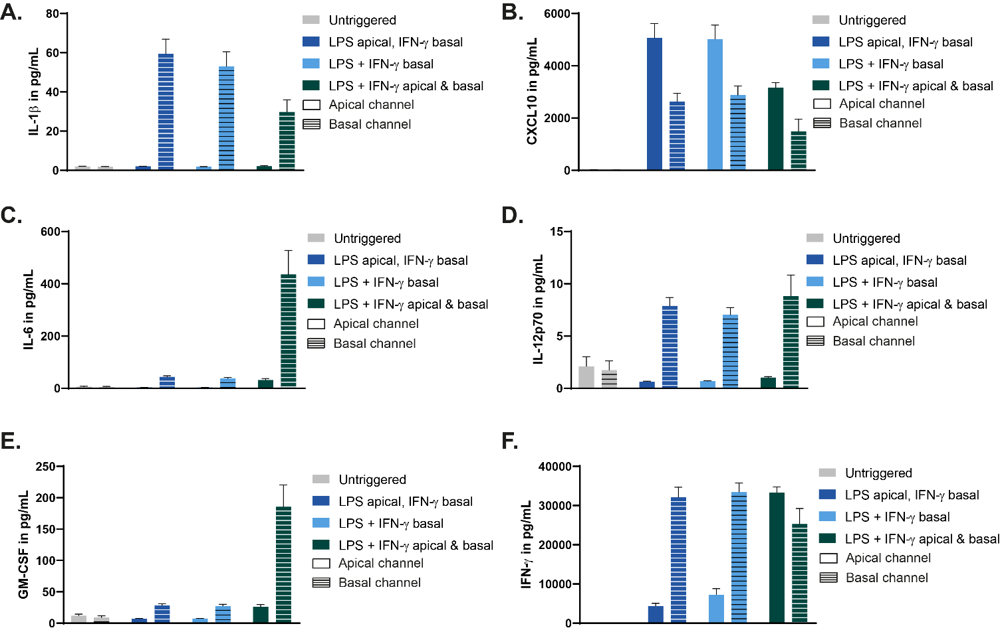 A.
IL-1β in pg/mL
80
60
40
20
0
Untriggered
LPS apical, IFN-γ basal
LPS + IFN-γ basal
LPS + IFN-γ apical & basal
Apical channel
Basal channel
B.
CXCL10 in pg/mL
6000
4000
2000
0
Untriggered
LPS apical, IFN-γ basal
LPS + IFN-γ basal
LPS + IFN-γ apical & basal
Apical channel
Basal channel
C.
IL-6 in pg/mL
600
400
200
0
Untriggered
LPS apical, IFN-γ basal
LPS + IFN-γ basal
LPS + IFN-γ apical & basal
Apical channel
Basal channel
D.
IL-12p70 in pg/mL
15
10
5
0
Untriggered
LPS apical, IFN-γ basal
LPS + IFN-γ basal
LPS + IFN-γ apical & basal
Apical channel
Basal channel
E.
GM-CSF in pg/mL
250
200
150
100
50
0
Untriggered
LPS apical, IFN-γ basal
LPS + IFN-γ basal
LPS + IFN-γ apical & basal
Apical channel
Basal channel
F.
IFN-γ in pg/mL
40000
30000
20000
10000
0
Untriggered
LPS apical, IFN-γ basal
LPS + IFN-γ basal
LPS + IFN-γ apical & basal
Apical channel
Basal channel